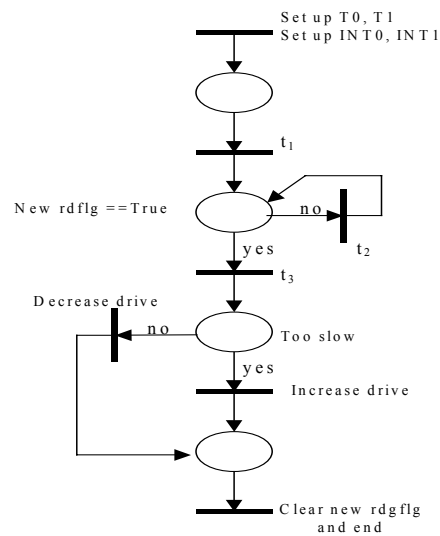 Set up T0, T1
Set up INT0, INT1
t1
New rdflg ==True
no
t2
yes
t3
Decrease drive
no
Too slow
yes
Increase drive
Clear new rdgflg
and end